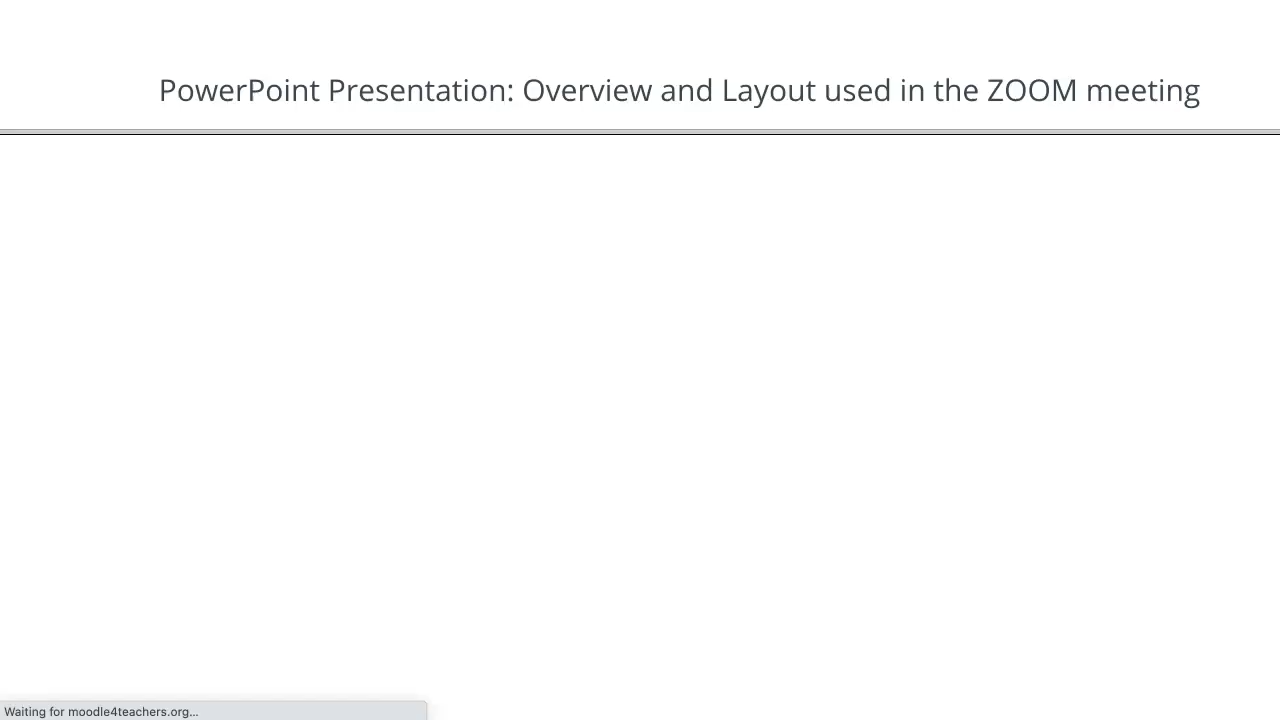 PowerPoint Presentation: Overview and Layout used in the ZOOM meeting
Waiting for moodle4teachers.org...